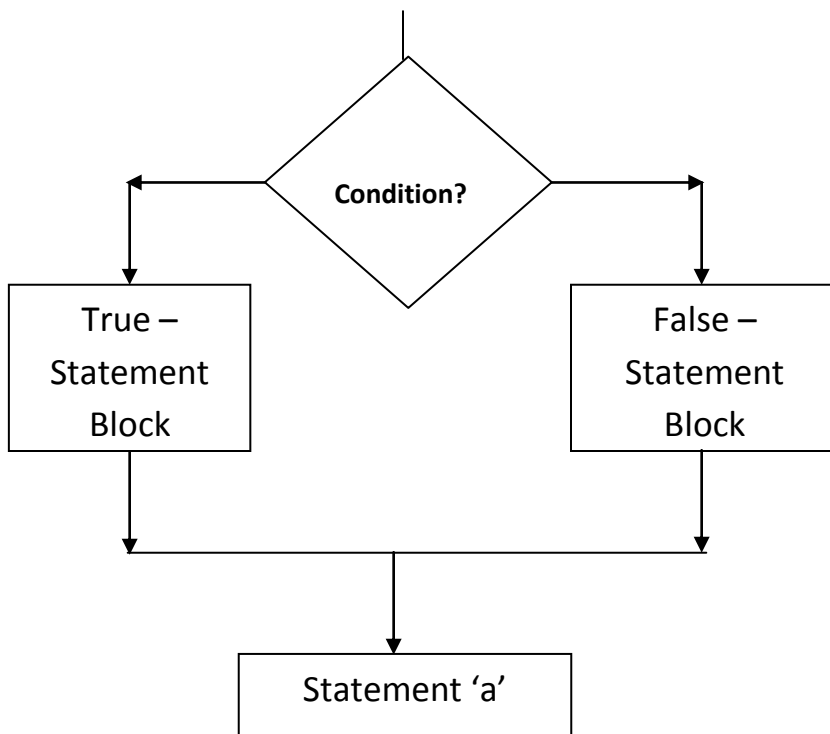 Condition?
True –
Statement
Block
False –
Statement
Block
Statement ‘a’